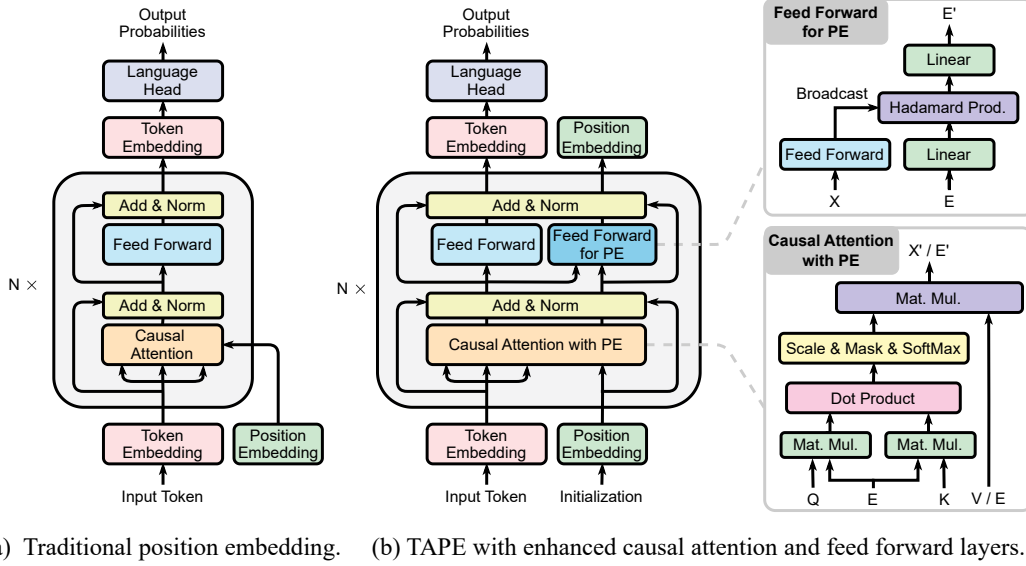 Output
Probabilities
Language
Head
Token
Embedding
Add & Norm
Feed Forward
N ×
Add & Norm
Causal
Attention
Token
Embedding
Position
Embedding
Input Token
Output
Probabilities
Language
Head
Token
Embedding
Position
Embedding
Add & Norm
Feed Forward
Feed Forward
for PE
N ×
Add & Norm
Causal Attention with PE
Token
Embedding
Position
Embedding
Input Token
Initialization
Feed Forward
for PE
E'
Linear
Broadcast
Hadamard Prod.
Feed Forward
Linear
X
E
Causal Attention
with PE
X' / E'
Mat. Mul.
Scale & Mask & SoftMax
Dot Product
Mat. Mul.
Mat. Mul.
Q
E
K
V / E
) Traditional position embedding.
(b) TAPE with enhanced causal attention and feed forward layers.